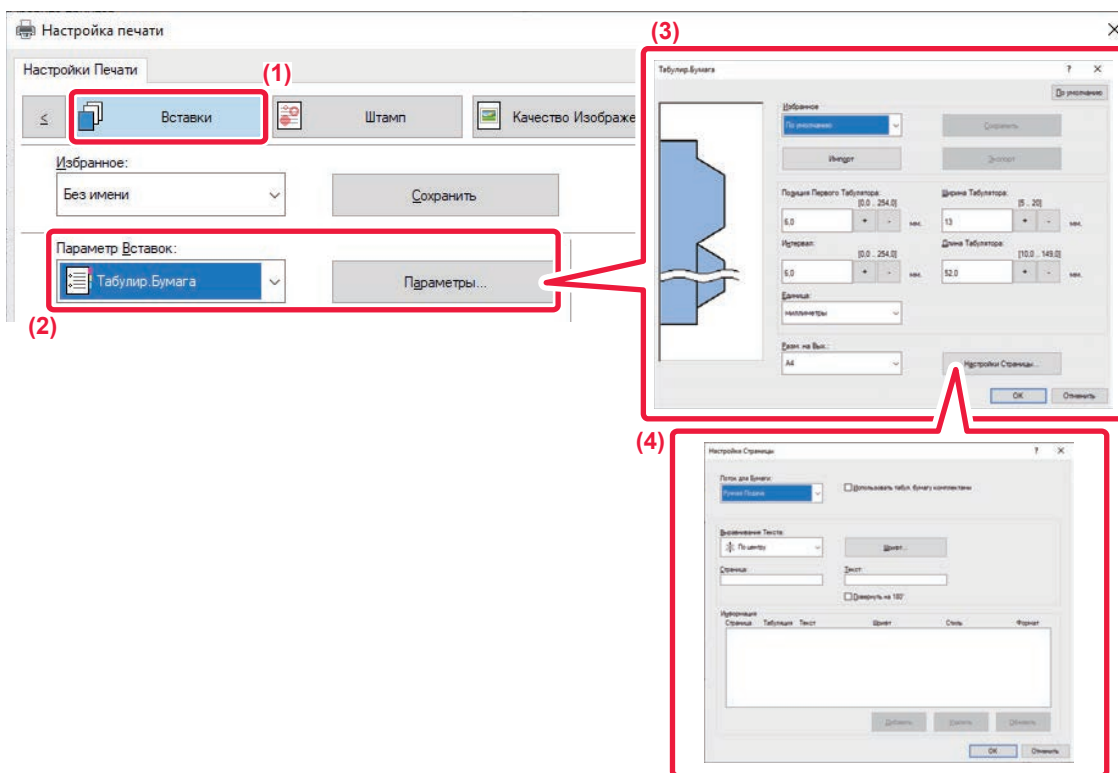 Настройка печати
Настройки Печати
(1)
<
Вставки
Штамп
Качество Изображе
Избранное:
Без имени
Сохранить
Параметр Вставок:
Табулир.Бумага
Параметры...
(2)
(3)
Табулир.Бумага
? ×
По умолчанию
Избранное
По умолчанию
Сохранить
Импорт
Экспорт
Позиция Первого Табулятора:
[0,0 .. 254,0]
6,0
+ -
мм.
Ширина Табулятора:
[5 .. 20]
13
+ -
мм.
Интервал:
[0,0 .. 254,0]
6,0
+ -
мм.
Длина Табулятора:
[10,0 .. 149,0]
52,0
+ -
мм.
Единица:
миллиметры
Разм. на Вых.:
A4
Настройки Страницы...
OK
Отменить
(4)
Настройка Страницы
? ×
Лоток для Бумаги:
Ручная Подача
Использовать табул. бумагу комплектами
Выравнивание Текста:
По центру
Шрифт...
Страница:
Текст:
Повернуть на 180°
Информация
Страница Табуляция Текст Шрифт Стиль Формат
Добавить
Удалить
Обновить
OK
Отменить